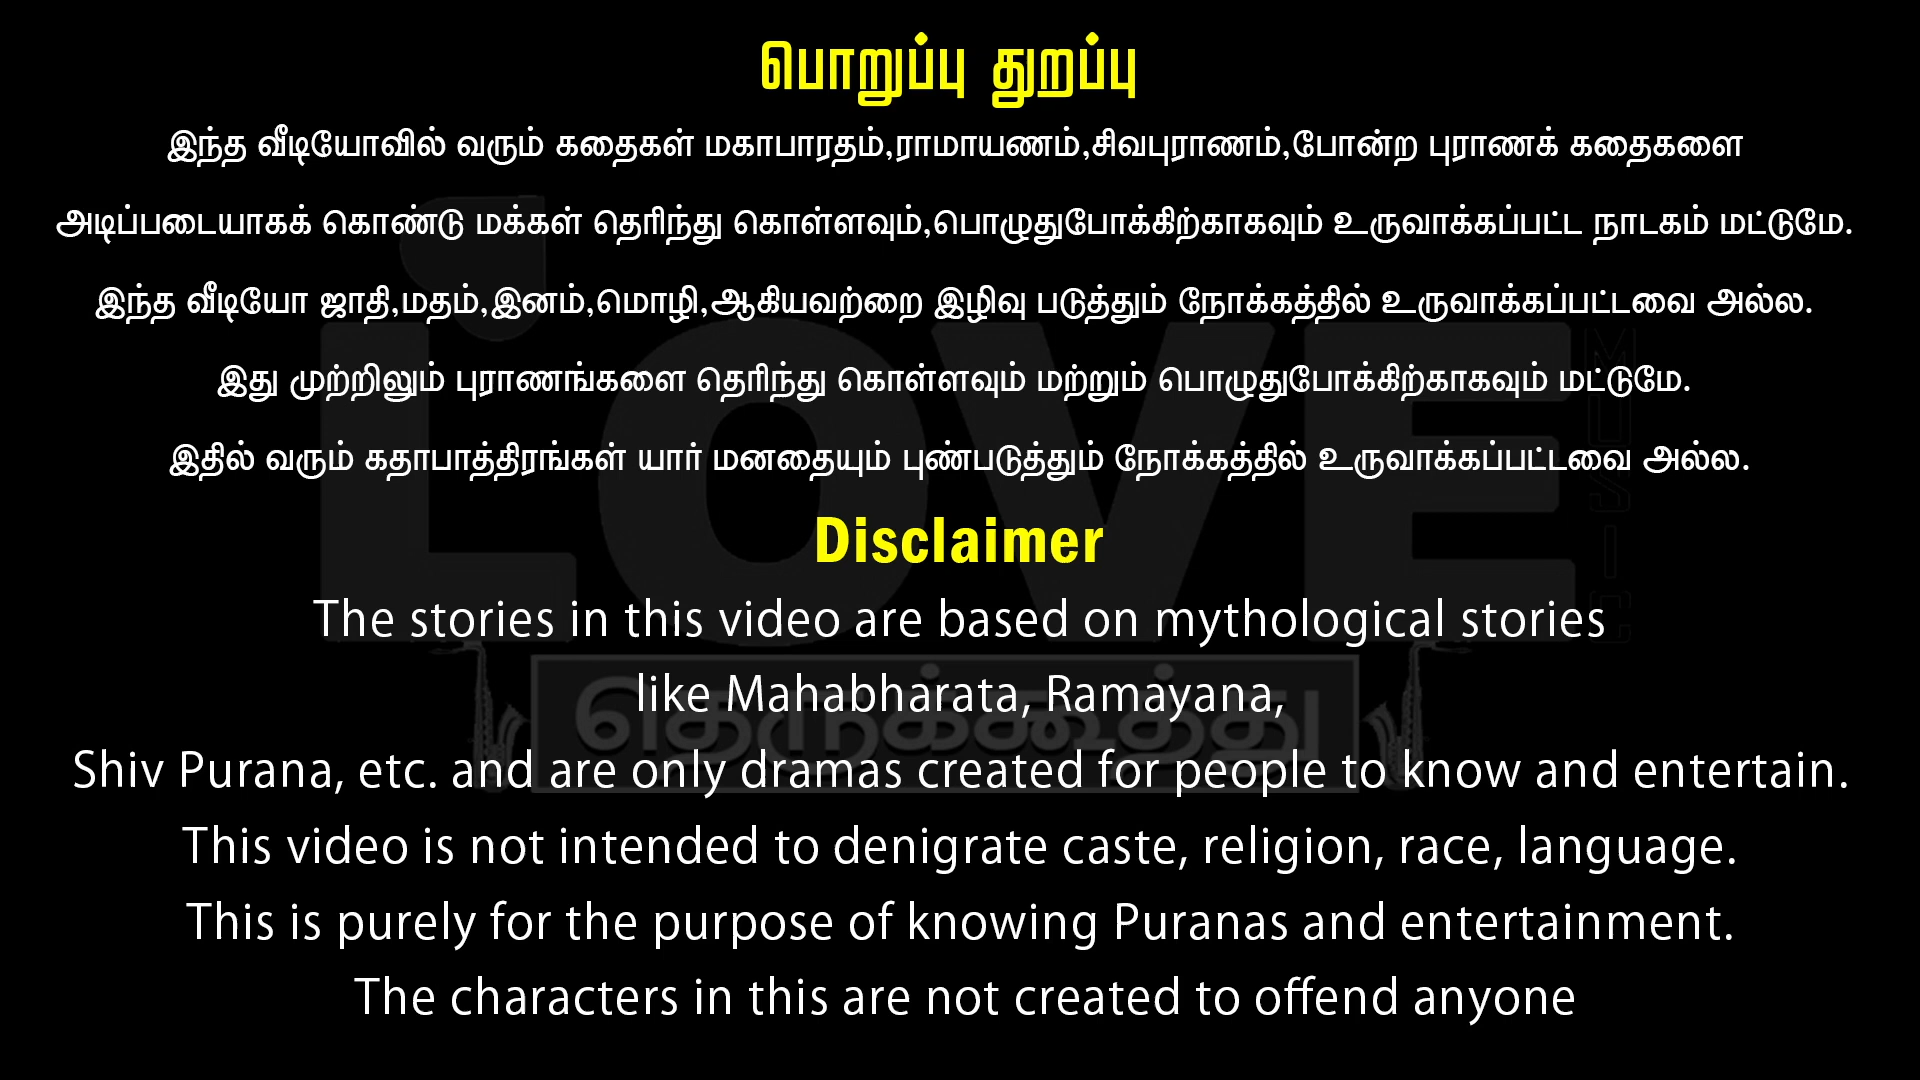 பொறுப்பு துறப்பு
இந்த வீடியோவில் வரும் கதைகள் மகாபாரதம்,ராமாயணம்,சிவபுராணம்,போன்ற புராணக் கதைகளை
அடிப்படையாகக் கொண்டு மக்கள் தெரிந்து கொள்ளவும்,பொழுதுபோக்கிற்காகவும் உருவாக்கப்பட்ட நாடகம் மட்டுமே.
இந்த வீடியோ ஜாதி,மதம்,இனம்,மொழி,ஆகியவற்றை இழிவு படுத்தும் நோக்கத்தில் உருவாக்கப்பட்டவை அல்ல.
இது முற்றிலும் புராணங்களை தெரிந்து கொள்ளவும் மற்றும் பொழுதுபோக்கிற்காகவும் மட்டுமே.
இதில் வரும் கதாபாத்திரங்கள் யார் மனதையும் புண்படுத்தும் நோக்கத்தில் உருவாக்கப்பட்டவை அல்ல.
Disclaimer
The stories in this video are based on mythological stories
like Mahabharata, Ramayana,
Shiv Purana, etc. and are only dramas created for people to know and entertain.
This video is not intended to denigrate caste, religion, race, language.
This is purely for the purpose of knowing Puranas and entertainment.
The characters in this are not created to offend anyone
LOVE
MUSIC
தெருக்கூத்து